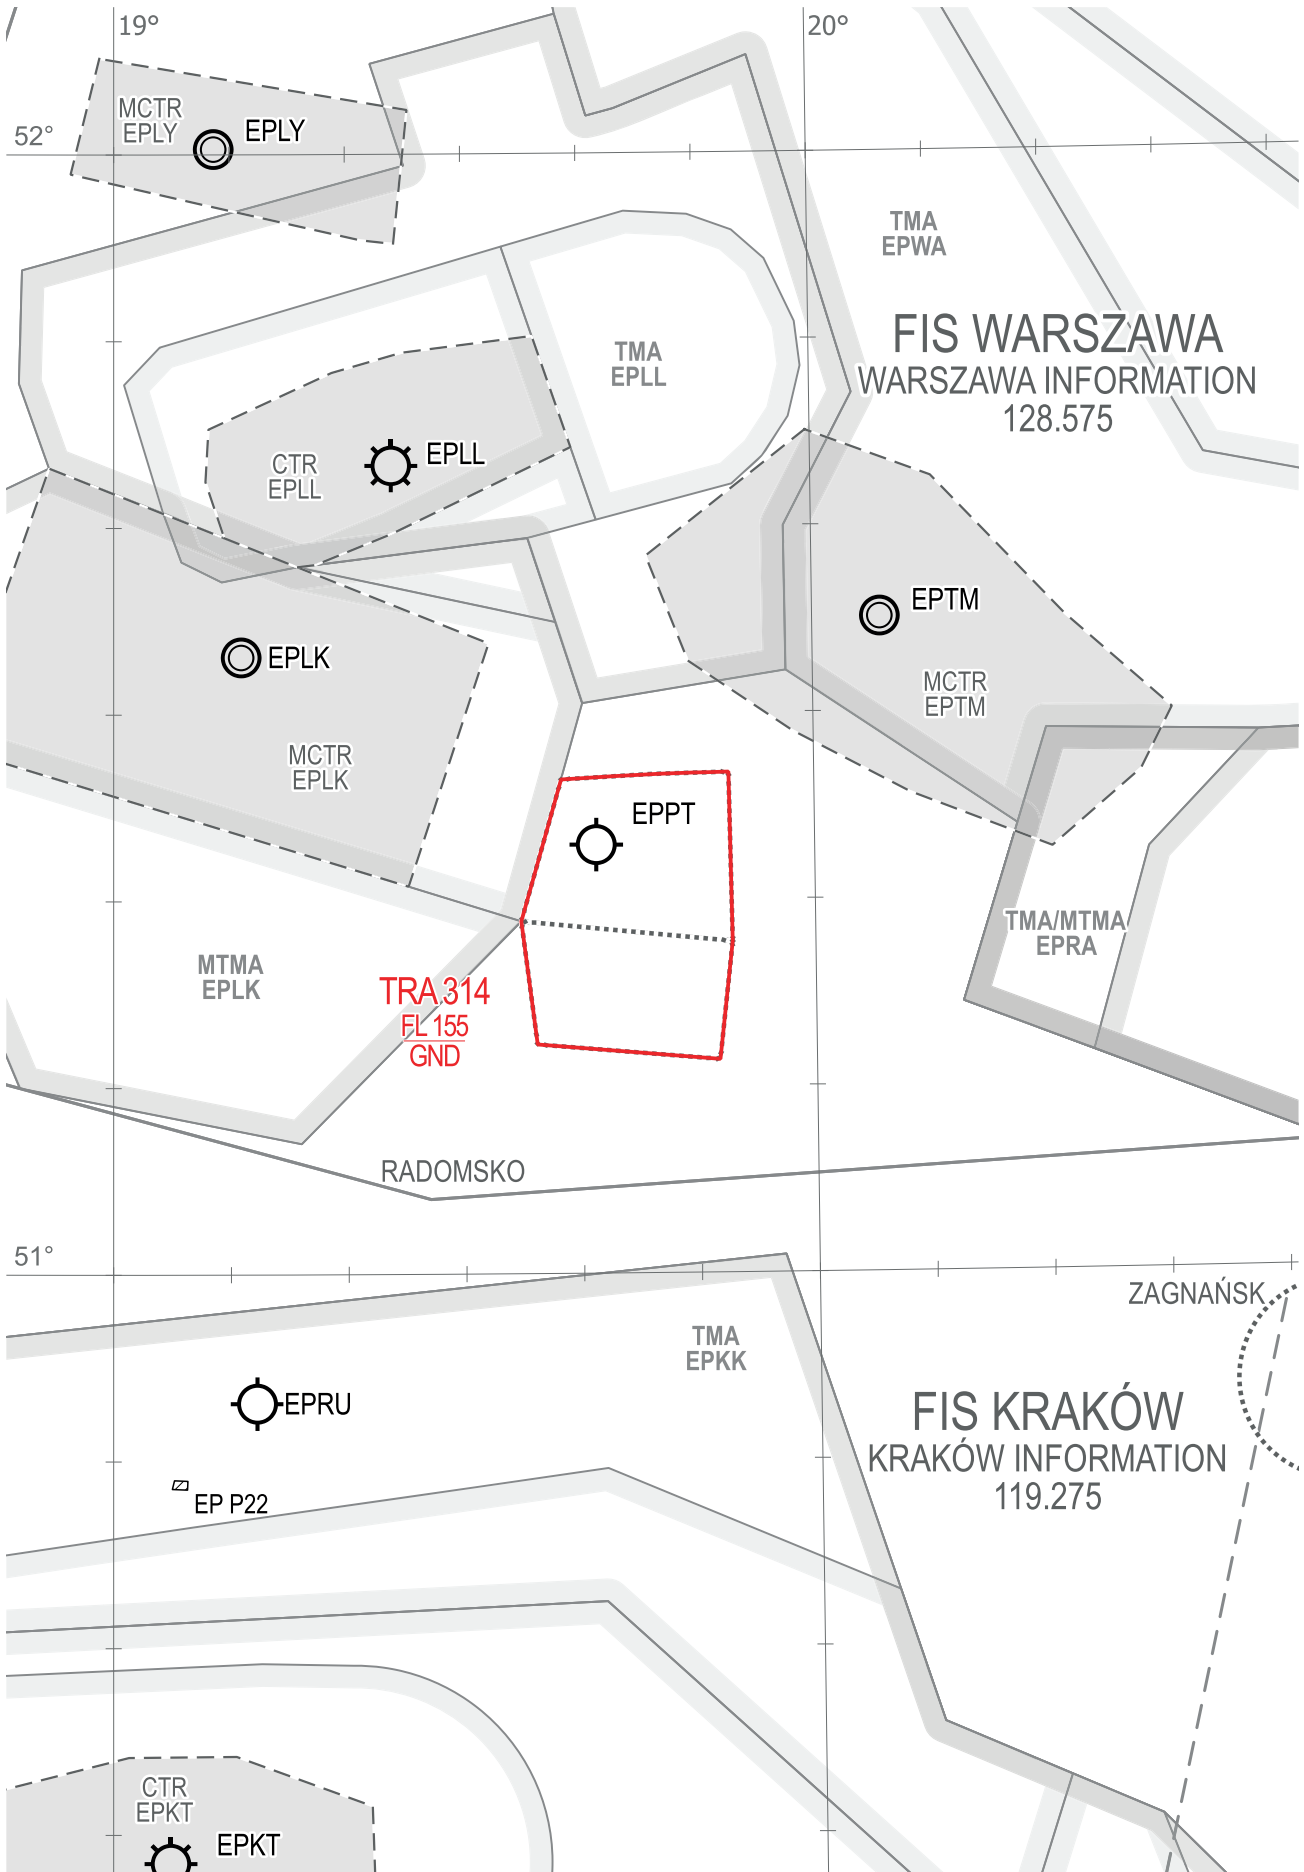 19°
20°
MCTR
EPLY
EPLY
52°
TMA
EPWA
FIS WARSZAWA
WARSZAWA INFORMATION
128.575
TMA
EPLL
EPLL
CTR
EPLL
EPTM
EPLK
MCTR
EPTM
MCTR
EPLK
EPPT
TMA/MTMA
EPRA
MTMA
EPLK
TRA 314
FL 155
GND
RADOMSKO
51°
ZAGNAŃSK
TMA
EPKK
EPRU
FIS KRAKÓW
KRAKÓW INFORMATION
119.275
EP P22
CTR
EPKT
EPKT